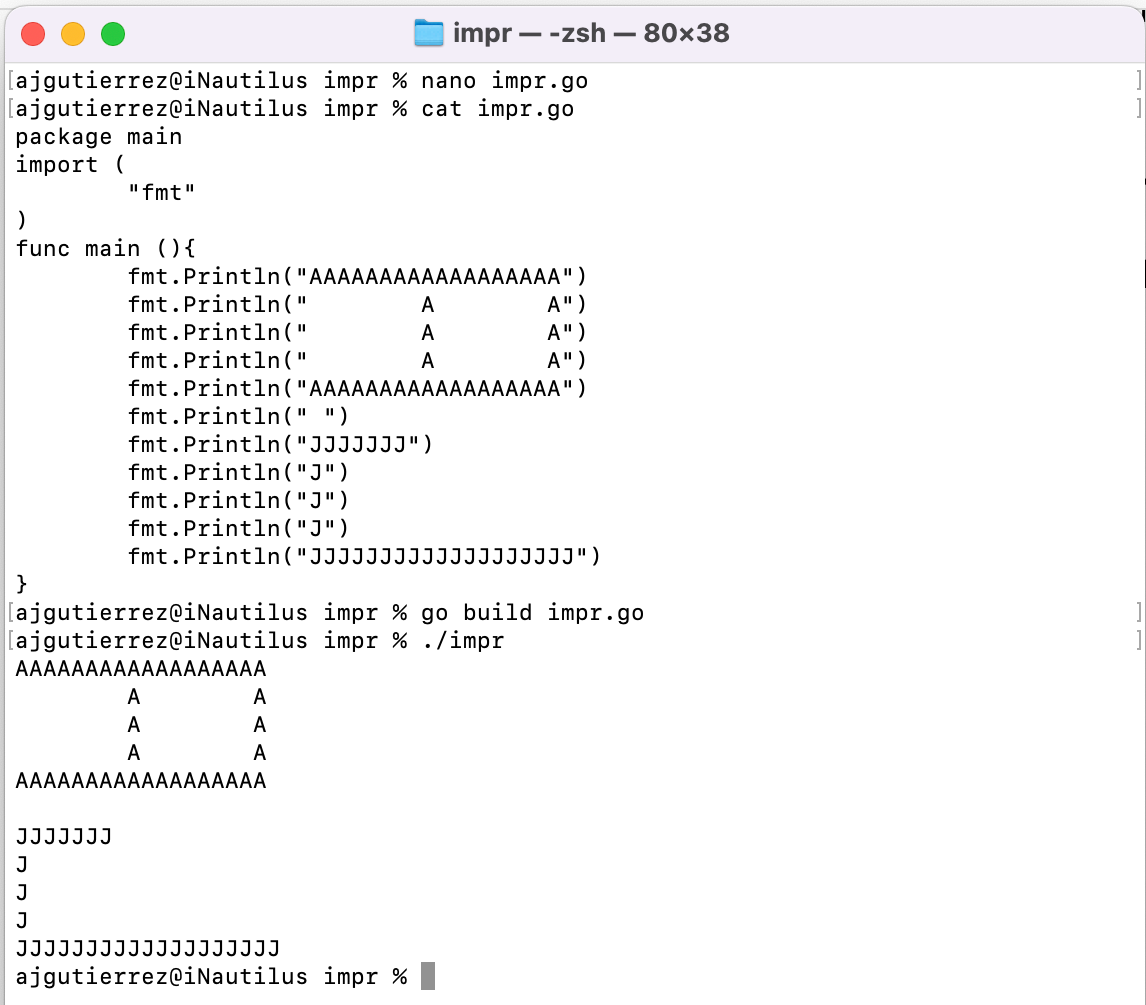 impr — -zsh — 80×38
[ajgutierrez@iNautilus impr % nano impr.go ]
[ajgutierrez@iNautilus impr % cat impr.go ]
package main
import (
        "fmt"
)
func main (){
        fmt.Println("AAAAAAAAAAAAAAAAAA")
        fmt.Println("        A        A")
        fmt.Println("        A        A")
        fmt.Println("        A        A")
        fmt.Println("AAAAAAAAAAAAAAAAAA")
        fmt.Println(" ")
        fmt.Println("JJJJJJJ")
        fmt.Println("J")
        fmt.Println("J")
        fmt.Println("J")
        fmt.Println("JJJJJJJJJJJJJJJJJJJ")
}
[ajgutierrez@iNautilus impr % go build impr.go ]
[ajgutierrez@iNautilus impr % ./impr ]
AAAAAAAAAAAAAAAAAA
        A        A
        A        A
        A        A
AAAAAAAAAAAAAAAAAA

JJJJJJJ
J
J
J
JJJJJJJJJJJJJJJJJJJ
ajgutierrez@iNautilus impr %